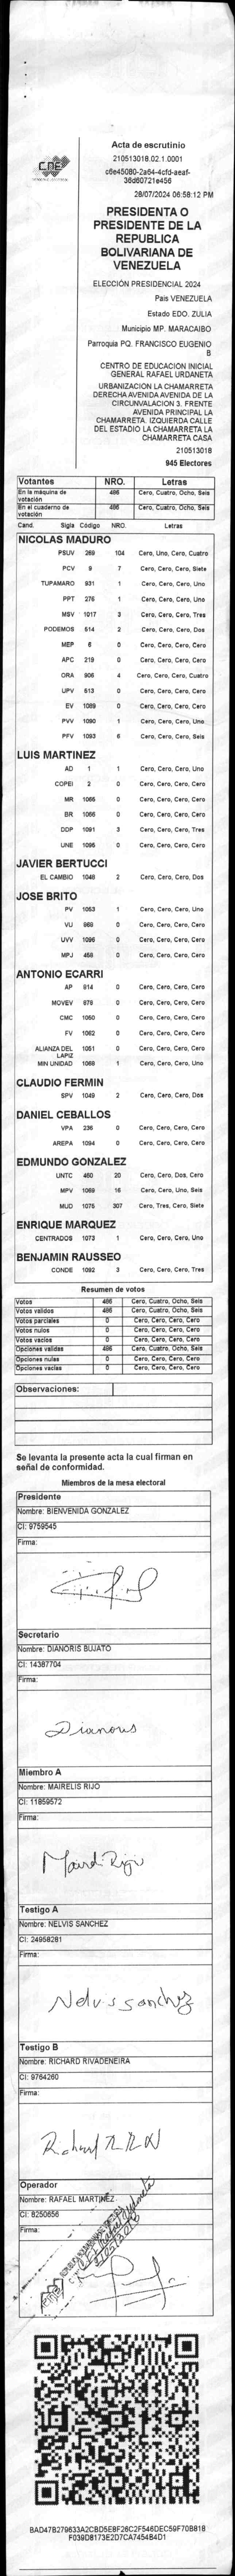 CNE
Acta de escrutinio
210513018.02.1.0001
c6e45080-2a64-4cfd-aeaf-
36d60721e456
28/07/2024 06:58:12 PM
PRESIDENTA O
PRESIDENTE DE LA
REPUBLICA
BOLIVARIANA DE
VENEZUELA
ELECCIÓN PRESIDENCIAL 2024
Pais VENEZUELA
Estado EDO. ZULIA
Municipio MP. MARACAIBO
Parroquia PQ. FRANCISCO EUGENIO
B
CENTRO DE EDUCACION INICIAL
GENERAL RAFAEL URDANETA
URBANIZACION LA CHAMARRETA
DERECHA AVENIDA AVENIDA DE LA
CIRCUNVALACION 3. FRENTE
AVENIDA PRINCIPAL LA
CHAMARRETA. IZQUIERDA CALLE
DEL ESTADIO LA CHAMARRETA LA
CHAMARRETA CASA
210513018
945 Electores
Votantes NRO. Letras
En la máquina de votación 486 Cero, Cuatro, Ocho, Seis
En el cuaderno de votación 486 Cero, Cuatro, Ocho, Seis
Cand. Sigla Código NRO. Letras
NICOLAS MADURO
PSUV 269 104 Cero, Uno, Cero, Cuatro
PCV 9 7 Cero, Cero, Cero, Siete
TUPAMARO 931 1 Cero, Cero, Cero, Uno
PPT 276 1 Cero, Cero, Cero, Uno
MSV 1017 3 Cero, Cero, Cero, Tres
PODEMOS 514 2 Cero, Cero, Cero, Dos
MEP 6 0 Cero, Cero, Cero, Cero
APC 219 0 Cero, Cero, Cero, Cero
ORA 906 4 Cero, Cero, Cero, Cuatro
UPV 513 0 Cero, Cero, Cero, Cero
EV 1089 0 Cero, Cero, Cero, Cero
PVV 1090 1 Cero, Cero, Cero, Uno
PFV 1093 6 Cero, Cero, Cero, Seis
LUIS MARTINEZ
AD 1 1 Cero, Cero, Cero, Uno
COPEI 2 0 Cero, Cero, Cero, Cero
MR 1065 0 Cero, Cero, Cero, Cero
BR 1066 0 Cero, Cero, Cero, Cero
DDP 1091 3 Cero, Cero, Cero, Tres
UNE 1095 0 Cero, Cero, Cero, Cero
JAVIER BERTUCCI
EL CAMBIO 1048 2 Cero, Cero, Cero, Dos
JOSE BRITO
PV 1053 1 Cero, Cero, Cero, Uno
VU 969 0 Cero, Cero, Cero, Cero
UVV 1096 0 Cero, Cero, Cero, Cero
MPJ 458 0 Cero, Cero, Cero, Cero
ANTONIO ECARRI
AP 914 0 Cero, Cero, Cero, Cero
MOVEV 978 0 Cero, Cero, Cero, Cero
CMC 1050 0 Cero, Cero, Cero, Cero
FV 1062 0 Cero, Cero, Cero, Cero
ALIANZA DEL LAPIZ 1051 0 Cero, Cero, Cero, Cero
MIN UNIDAD 1068 1 Cero, Cero, Cero, Uno
CLAUDIO FERMIN
SPV 1049 2 Cero, Cero, Cero, Dos
DANIEL CEBALLOS
VPA 236 0 Cero, Cero, Cero, Cero
AREPA 1094 0 Cero, Cero, Cero, Cero
EDMUNDO GONZALEZ
UNTC 460 20 Cero, Cero, Dos, Cero
MPV 1069 16 Cero, Cero, Uno, Seis
MUD 1075 307 Cero, Tres, Cero, Siete
ENRIQUE MARQUEZ
CENTRADOS 1073 1 Cero, Cero, Cero, Uno
BENJAMIN RAUSSEO
CONDE 1092 3 Cero, Cero, Cero, Tres
Resumen de votos
Votos 486 Cero, Cuatro, Ocho, Seis
Votos validos 486 Cero, Cuatro, Ocho, Seis
Votos parciales 0 Cero, Cero, Cero, Cero
Votos nulos 0 Cero, Cero, Cero, Cero
Votos vacios 0 Cero, Cero, Cero, Cero
Opciones validas 486 Cero, Cuatro, Ocho, Seis
Opciones nulas 0 Cero, Cero, Cero, Cero
Opciones vacias 0 Cero, Cero, Cero, Cero
Observaciones:
Se levanta la presente acta la cual firman en
señal de conformidad.
Miembros de la mesa electoral
Presidente
Nombre: BIENVENIDA GONZALEZ
CI: 9759545
Firma:
Secretario
Nombre: DIANORIS BUJATO
CI: 14387704
Firma:
Dianoris
Miembro A
Nombre: MAIRELIS RIJO
CI: 11859572
Firma:
Testigo A
Nombre: NELVIS SANCHEZ
CI: 24958281
Firma:
Nelvis sanchez
Testigo B
Nombre: RICHARD RIVADENEIRA
CI: 9764260
Firma:
Operador
Nombre: RAFAEL MARTINEZ
CI: 8250656
Firma:
BAD47B279633A2CBD5E8F26C2F546DEC59F70B818
F039D8173E2D7CA7454B4D1